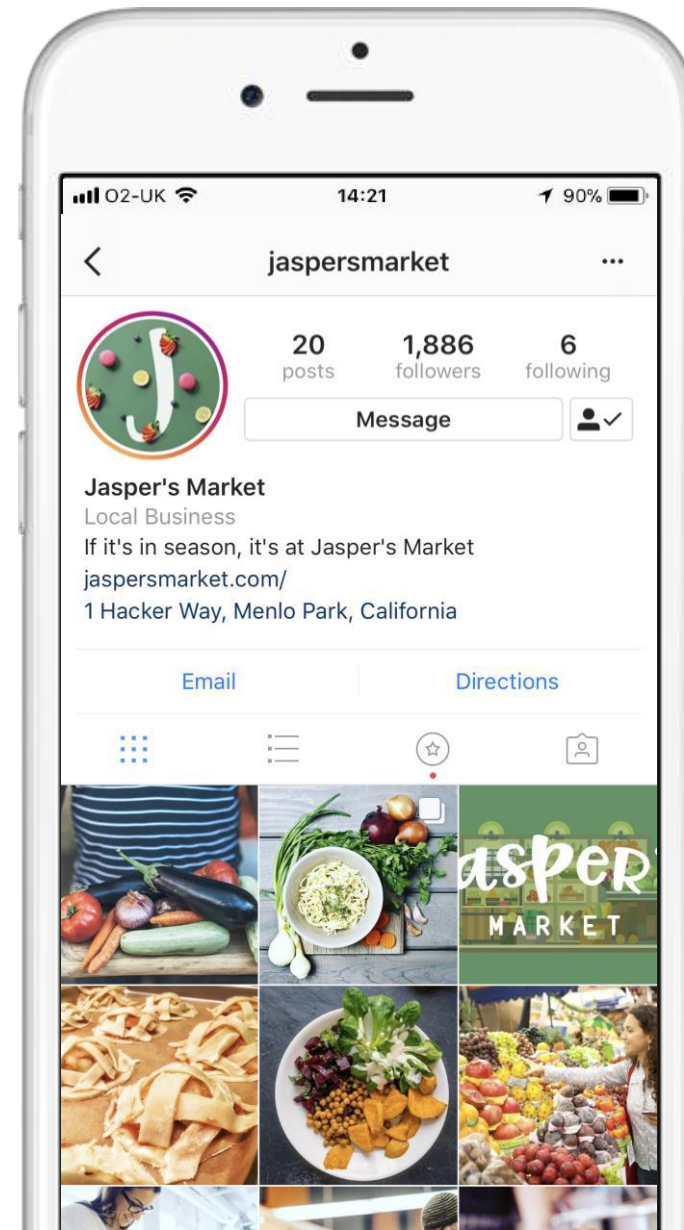 O2-UK 14:21 90%
jaspersmarket
20 1,886 6
posts followers following
Message
J
Jasper's Market
Local Business
If it's in season, it's at Jasper's Market
jaspersmarket.com/
1 Hacker Way, Menlo Park, California
Email Directions
asper'
MARKET